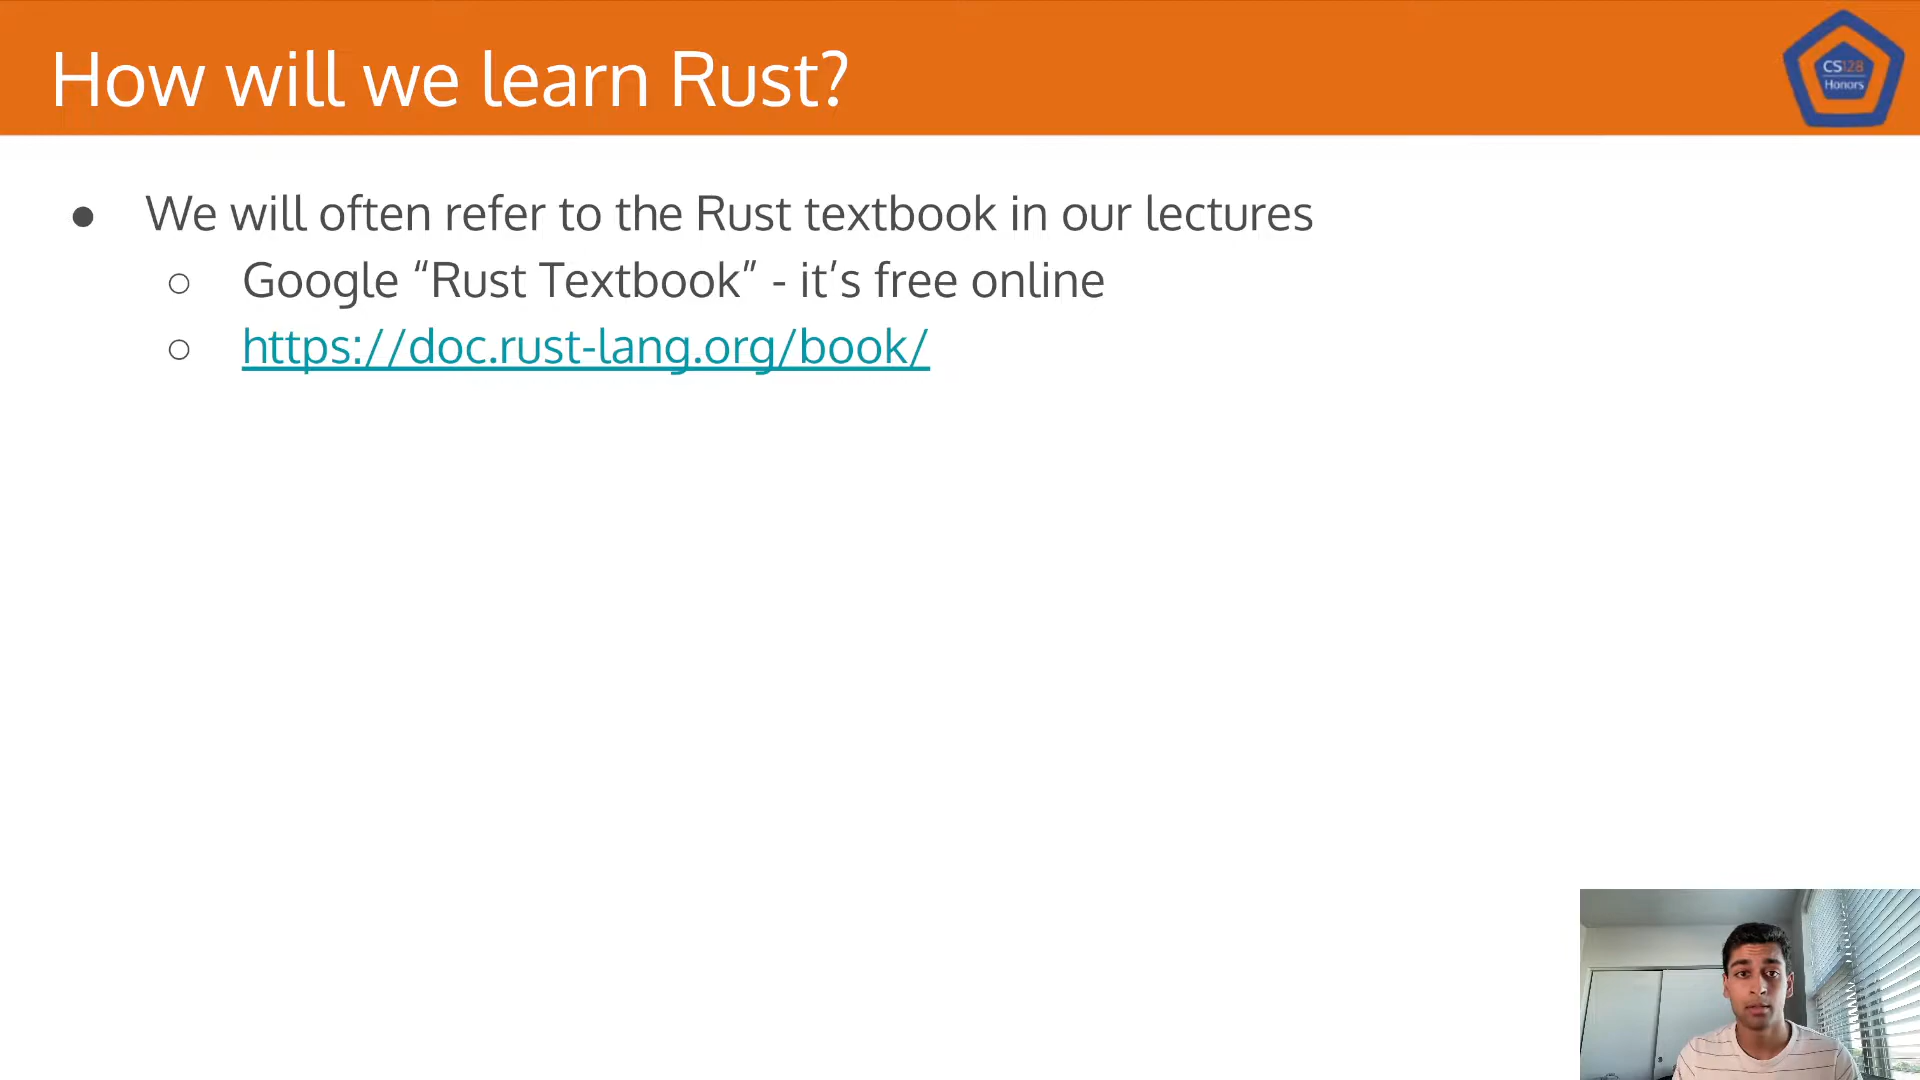 How will we learn Rust?
CS128
Honors
● We will often refer to the Rust textbook in our lectures
○ Google “Rust Textbook” - it’s free online
○ https://doc.rust-lang.org/book/